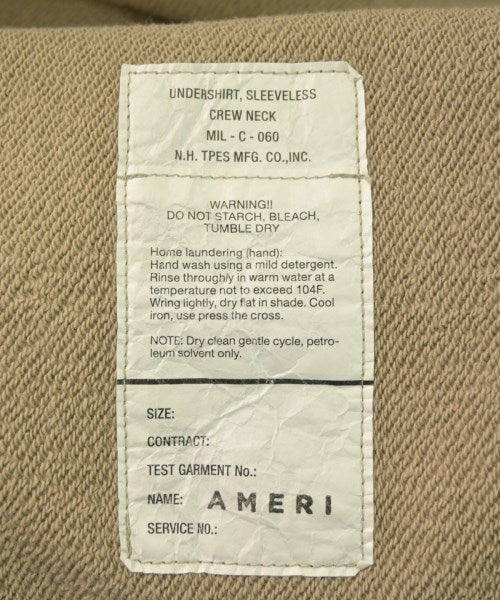 UNDERSHIRT, SLEEVELESS
CREW NECK
MIL - C - 060
N.H. TPES MFG. CO.,INC.
WARNING!!
DO NOT STARCH, BLEACH,
TUMBLE DRY
Home laundering (hand):
Hand wash using a mild detergent.
Rinse throughly in warm water at a
temperature not to exceed 104F.
Wring lightly, dry flat in shade. Cool
iron, use press the cross.
NOTE: Dry clean gentle cycle, petro-
leum solvent only.
SIZE:
CONTRACT:
TEST GARMENT No.:
NAME: AMERI
SERVICE NO.: